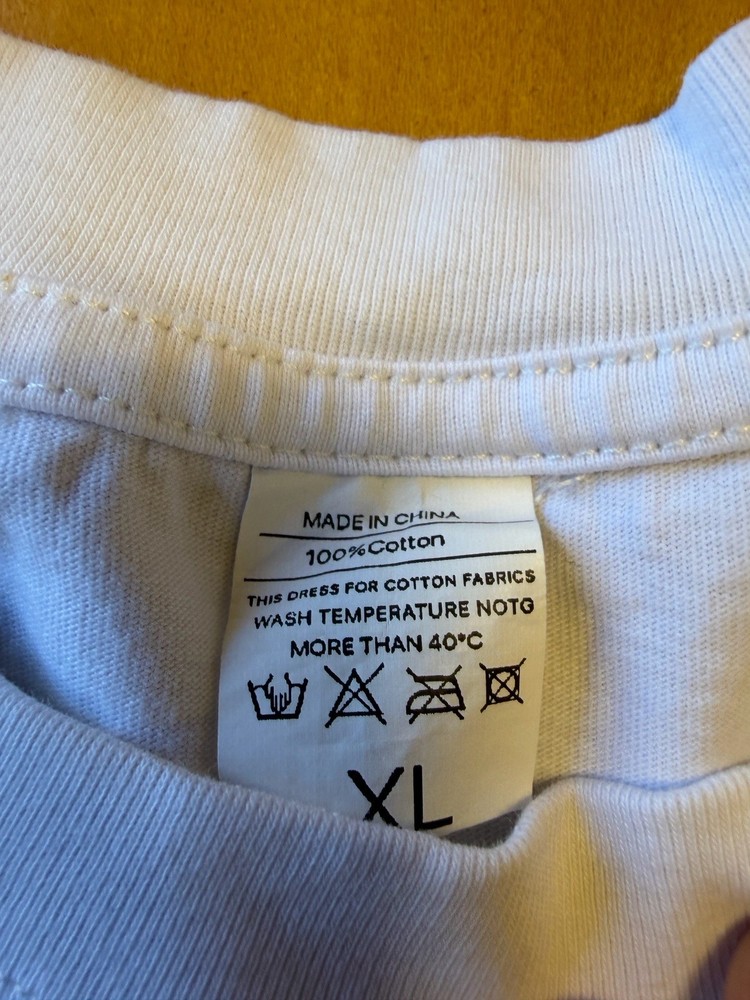 MADE IN CHINA
100%Cotton
THIS DRESS FOR COTTON FABRICS
WASH TEMPERATURE NOTG
MORE THAN 40°C
XL